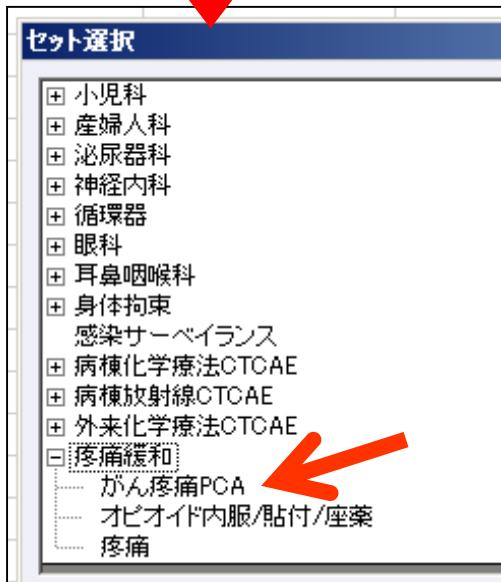 セット選択
小児科
産婦人科
泌尿器科
神経内科
循環器
眼科
耳鼻咽喉科
身体拘束
感染サーベイランス
病棟化学療法CTCAE
病棟放射線CTCAE
外来化学療法CTCAE
疼痛緩和
がん疼痛PCA
オピオイド内服/貼付/座薬
疼痛